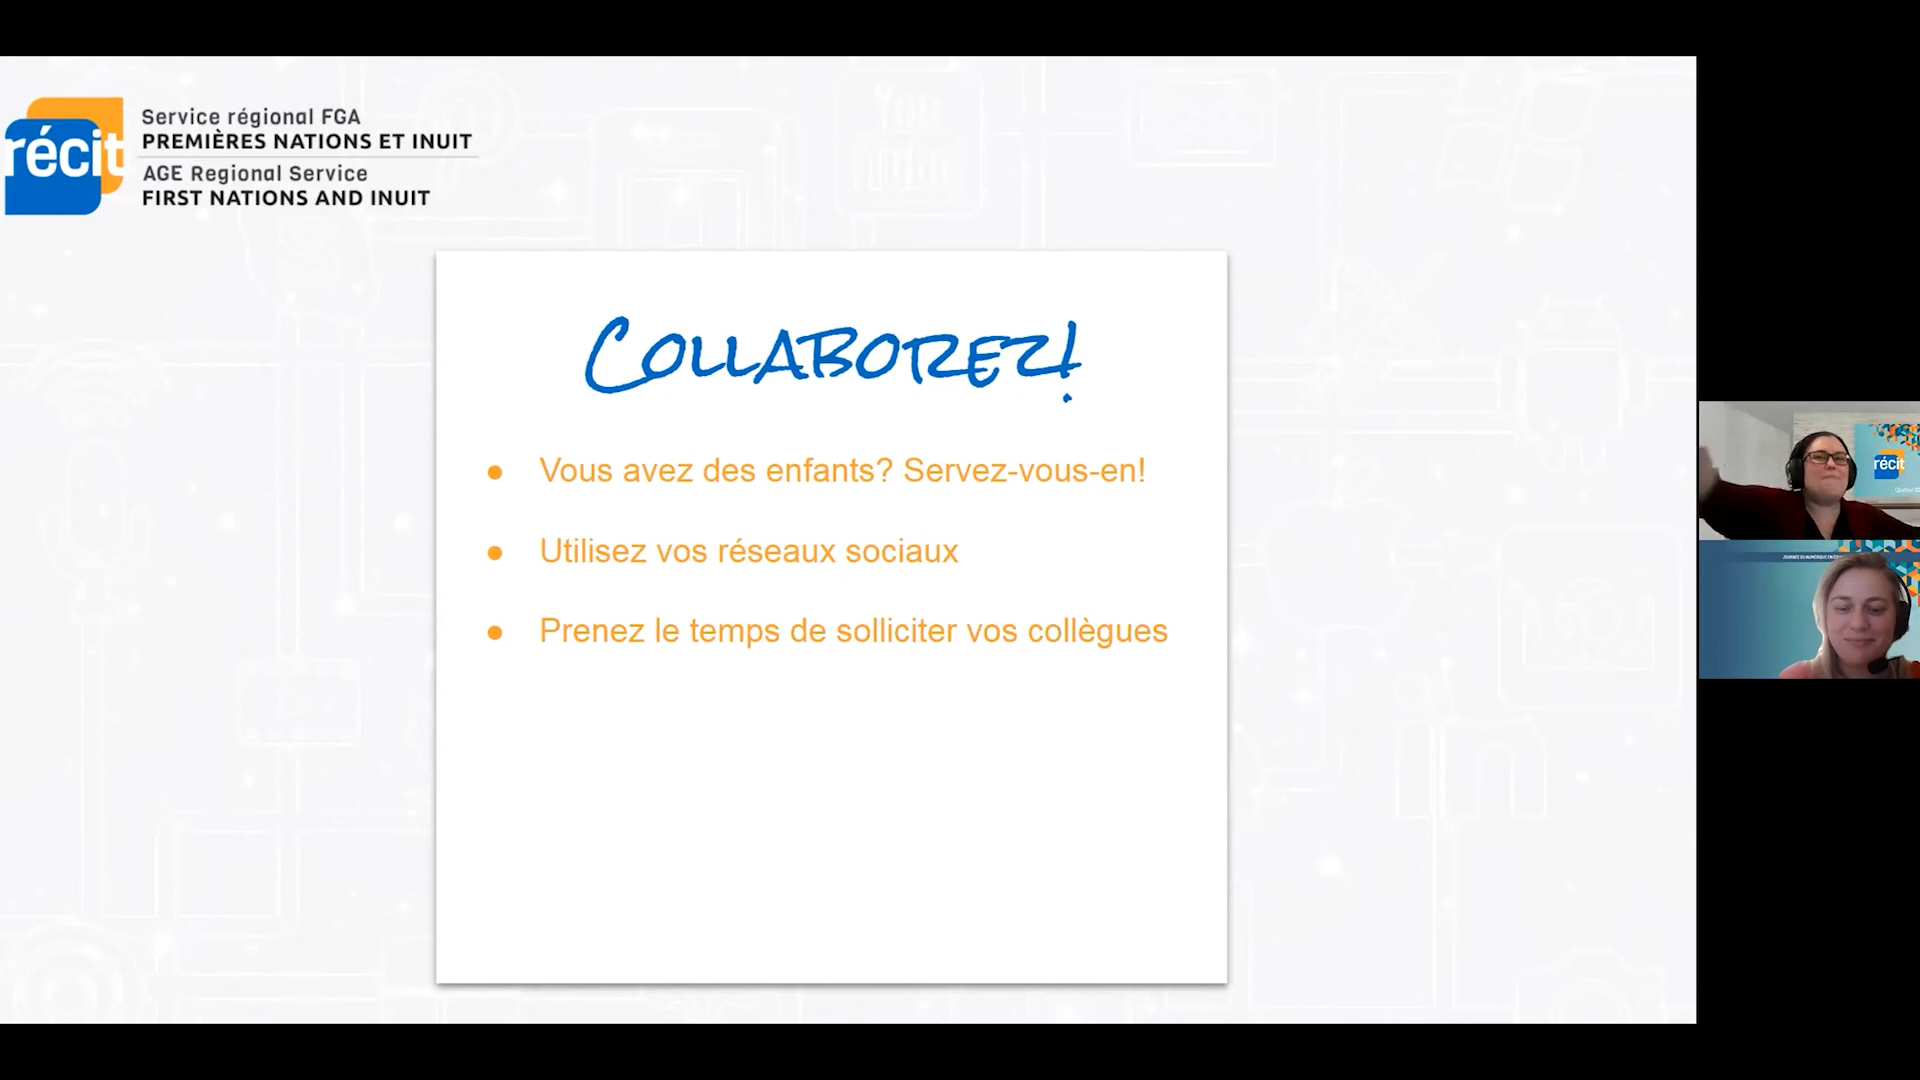 récit
Service régional FGA
PREMIÈRES NATIONS ET INUIT
AGE Regional Service
FIRST NATIONS AND INUIT
COLLABOREZ!
● Vous avez des enfants? Servez-vous-en!
● Utilisez vos réseaux sociaux
● Prenez le temps de solliciter vos collègues
récit